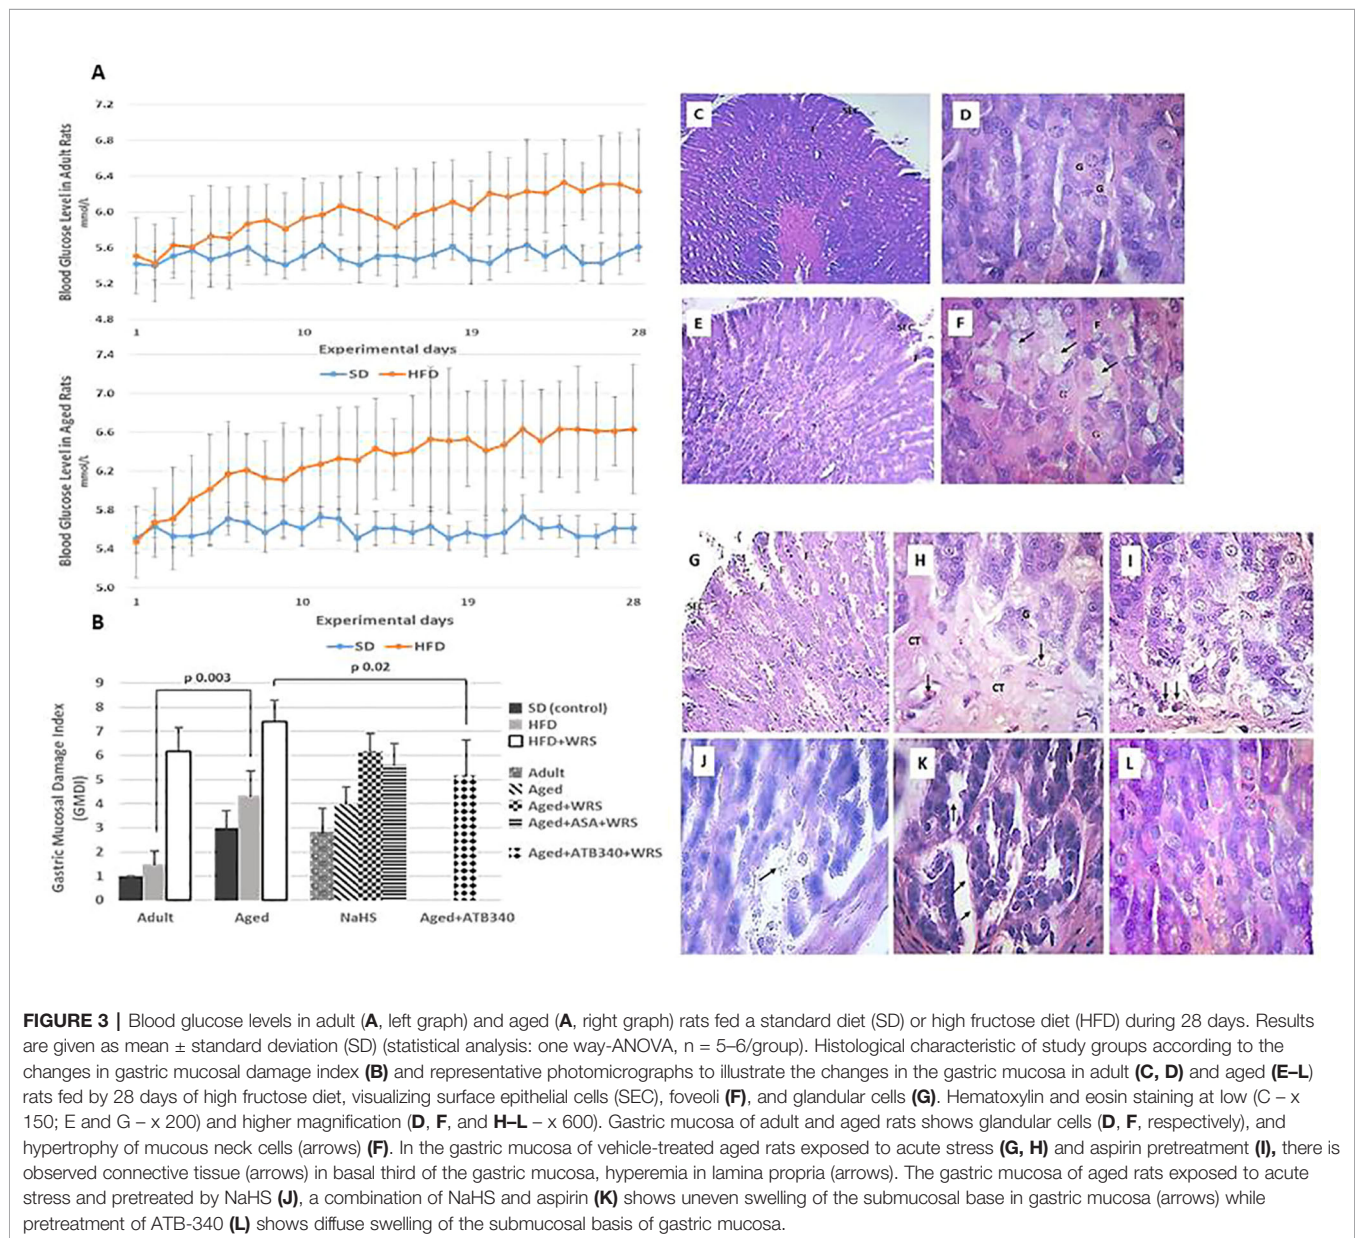 A
7.2
6.8
6.4
6.0
5.6
5.2
4.8
Blood Glucose Level in Adult Rats
mmol/L
1 10 19 28
Experimental days
SD HFD
7.4
7.0
6.6
6.2
5.8
5.4
5.0
Blood Glucose Level in Aged Rats
mmol/L
1 10 19 28
Experimental days
SD HFD
B
p 0.003
p 0.02
9
8
7
6
5
4
3
2
1
0
Gastric Mucosal Damage Index
(GMDI)
Adult Aged NaHS Aged+ATB340
SD (control)
HFD
HFD+WRS
Adult
Aged
Aged+WRS
Aged+ASA+WRS
Aged+ATB340+WRS
C
SEC
D
G
G
E
SEC
F
F
F
CT
G
G
SEC
H
CT
G
CT
I
J
K
L
FIGURE 3 | Blood glucose levels in adult (A, left graph) and aged (A, right graph) rats fed a standard diet (SD) or high fructose diet (HFD) during 28 days. Results
are given as mean ± standard deviation (SD) (statistical analysis: one way-ANOVA, n = 5–6/group). Histological characteristic of study groups according to the
changes in gastric mucosal damage index (B) and representative photomicrographs to illustrate the changes in the gastric mucosa in adult (C, D) and aged (E–L)
rats fed by 28 days of high fructose diet, visualizing surface epithelial cells (SEC), foveoli (F), and glandular cells (G). Hematoxylin and eosin staining at low (C – x
150; E and G – x 200) and higher magnification (D, F, and H–L – x 600). Gastric mucosa of adult and aged rats shows glandular cells (D, F, respectively), and
hypertrophy of mucous neck cells (arrows) (F). In the gastric mucosa of vehicle-treated aged rats exposed to acute stress (G, H) and aspirin pretreatment (I), there is
observed connective tissue (arrows) in basal third of the gastric mucosa, hyperemia in lamina propria (arrows). The gastric mucosa of aged rats exposed to acute
stress and pretreated by NaHS (J), a combination of NaHS and aspirin (K) shows uneven swelling of the submucosal base in gastric mucosa (arrows) while
pretreatment of ATB-340 (L) shows diffuse swelling of the submucosal basis of gastric mucosa.